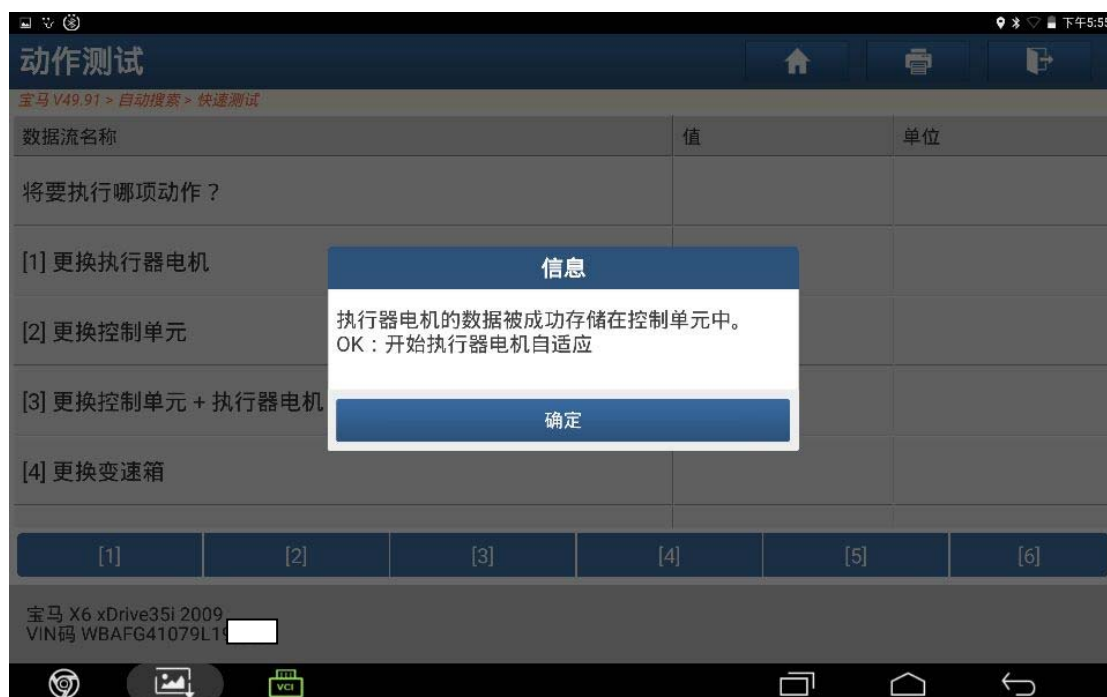 下午5:55
动作测试
宝马 V49.91 > 自动搜索 > 快速测试
数据流名称 值 单位
将要执行哪项动作？
[1] 更换执行器电机
[2] 更换控制单元
[3] 更换控制单元 + 执行器电机
[4] 更换变速箱
信息
执行器电机的数据被成功存储在控制单元中。
OK：开始执行器电机自适应
确定
[1] [2] [3] [4] [5] [6]
宝马 X6 xDrive35i 2009
VIN码 WBAFG41079L19
VCI